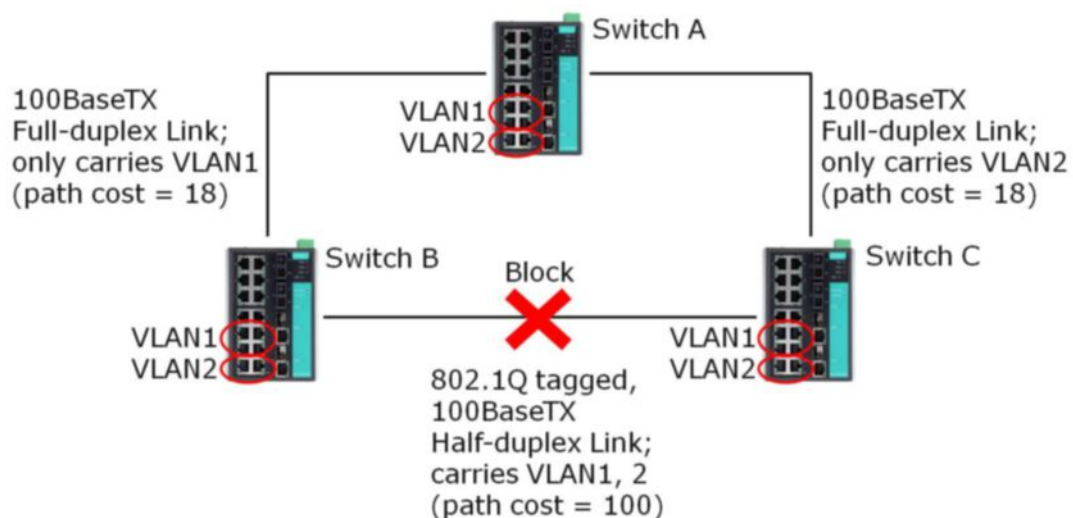 Switch A
100BaseTX
Full-duplex Link;
only carries VLAN1
(path cost = 18)
VLAN1
VLAN2
100BaseTX
Full-duplex Link;
only carries VLAN2
(path cost = 18)
Switch B
Block
Switch C
VLAN1
VLAN2
VLAN1
VLAN2
802.1Q tagged,
100BaseTX
Half-duplex Link;
carries VLAN1, 2
(path cost = 100)